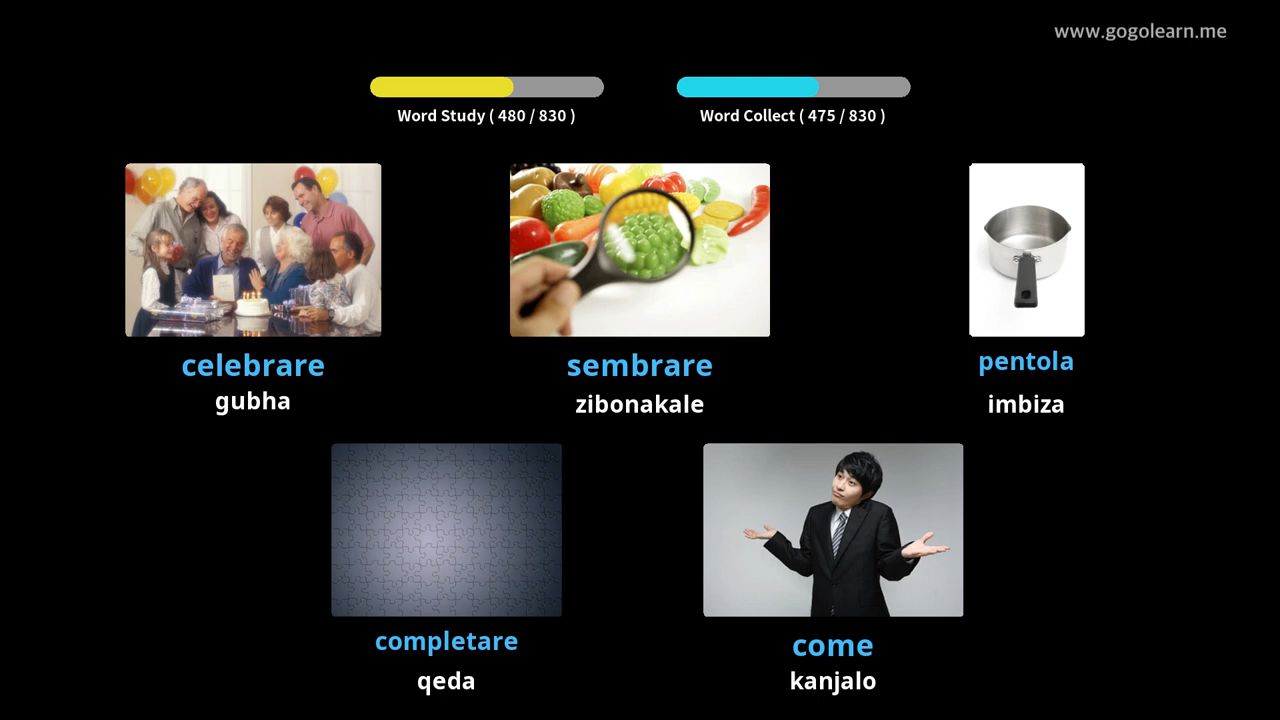 www.gogolearn.me
Word Study ( 480 / 830 )
Word Collect ( 475 / 830 )
celebrare
gubha
sembrare
zibonakale
pentola
imbiza
completare
qeda
come
kanjalo